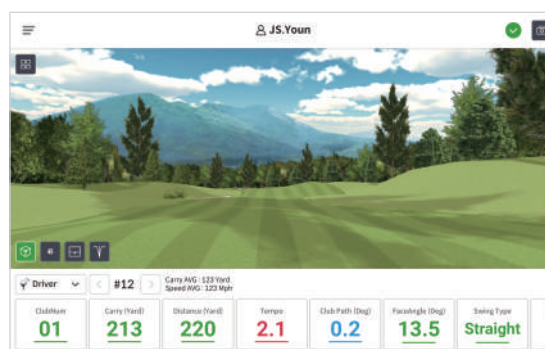 JS.Youn
Driver
#12
Carry AVG : 123 Yard
Speed AVG : 123 Mph
ClubNum
Carry (Yard)
Distance (Yard)
Tempo
Club Path (Deg)
FaceAngle (Deg)
Swing Type
01
213
220
2.1
0.2
13.5
Straight